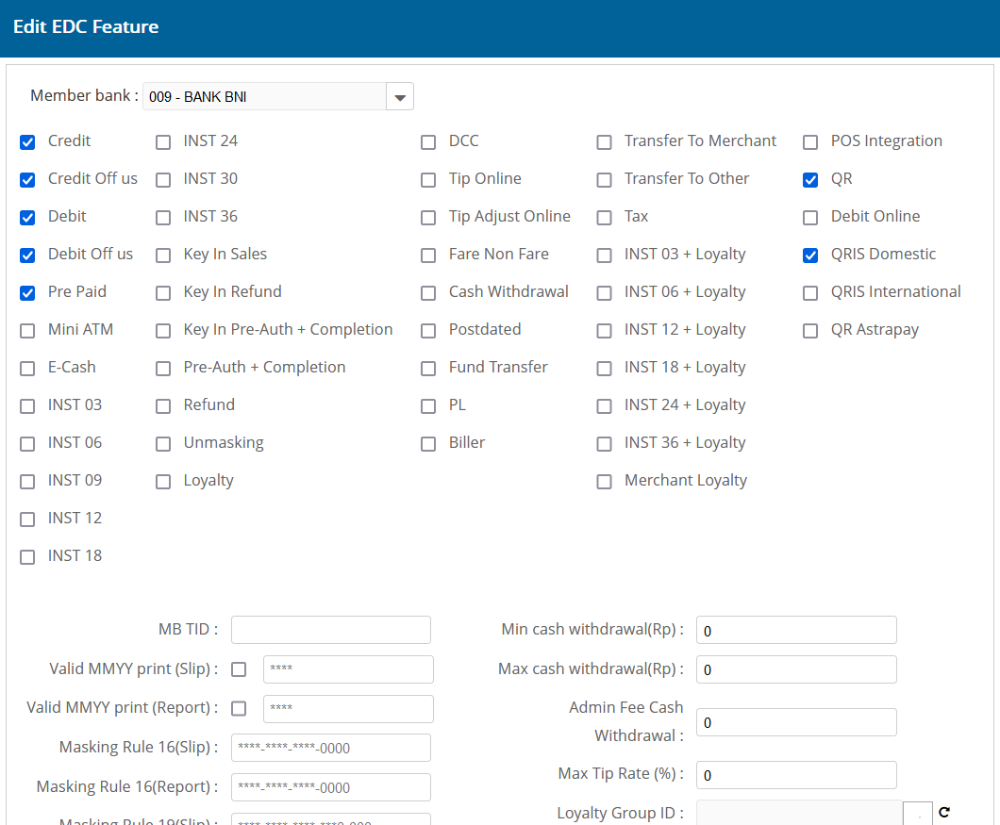 Edit EDC Feature
Member bank : 009 - BANK BNI
Credit INST 24 DCC Transfer To Merchant POS Integration
Credit Off us INST 30 Tip Online Transfer To Other QR
Debit INST 36 Tip Adjust Online Tax Debit Online
Debit Off us Key In Sales Fare Non Fare INST 03 + Loyalty QRIS Domestic
Pre Paid Key In Refund Cash Withdrawal INST 06 + Loyalty QRIS International
Mini ATM Key In Pre-Auth + Completion Postdated INST 12 + Loyalty QR Astrapay
E-Cash Pre-Auth + Completion Fund Transfer INST 18 + Loyalty
INST 03 Refund PL INST 24 + Loyalty
INST 06 Unmasking Biller INST 36 + Loyalty
INST 09 Loyalty Merchant Loyalty
INST 12
INST 18
MB TID : Min cash withdrawal(Rp) : 0
Valid MMYY print (Slip) : **** Max cash withdrawal(Rp) : 0
Valid MMYY print (Report) : **** Admin Fee Cash
Withdrawal : 0
Masking Rule 16(Slip) : ****-****-****-0000
Masking Rule 16(Report) : ****-****-****-0000 Max Tip Rate (%) : 0
Masking Rule 19(Slip) : ****-****-****-***0-000 Loyalty Group ID : .